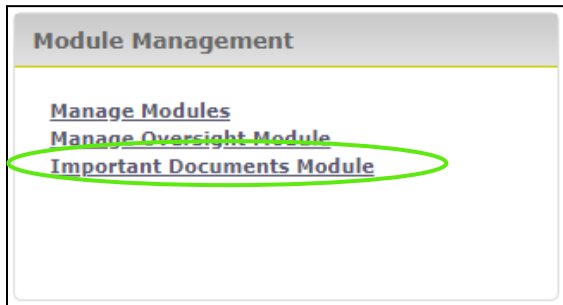 Module Management
Manage Modules
Manage Oversight Module
Important Documents Module